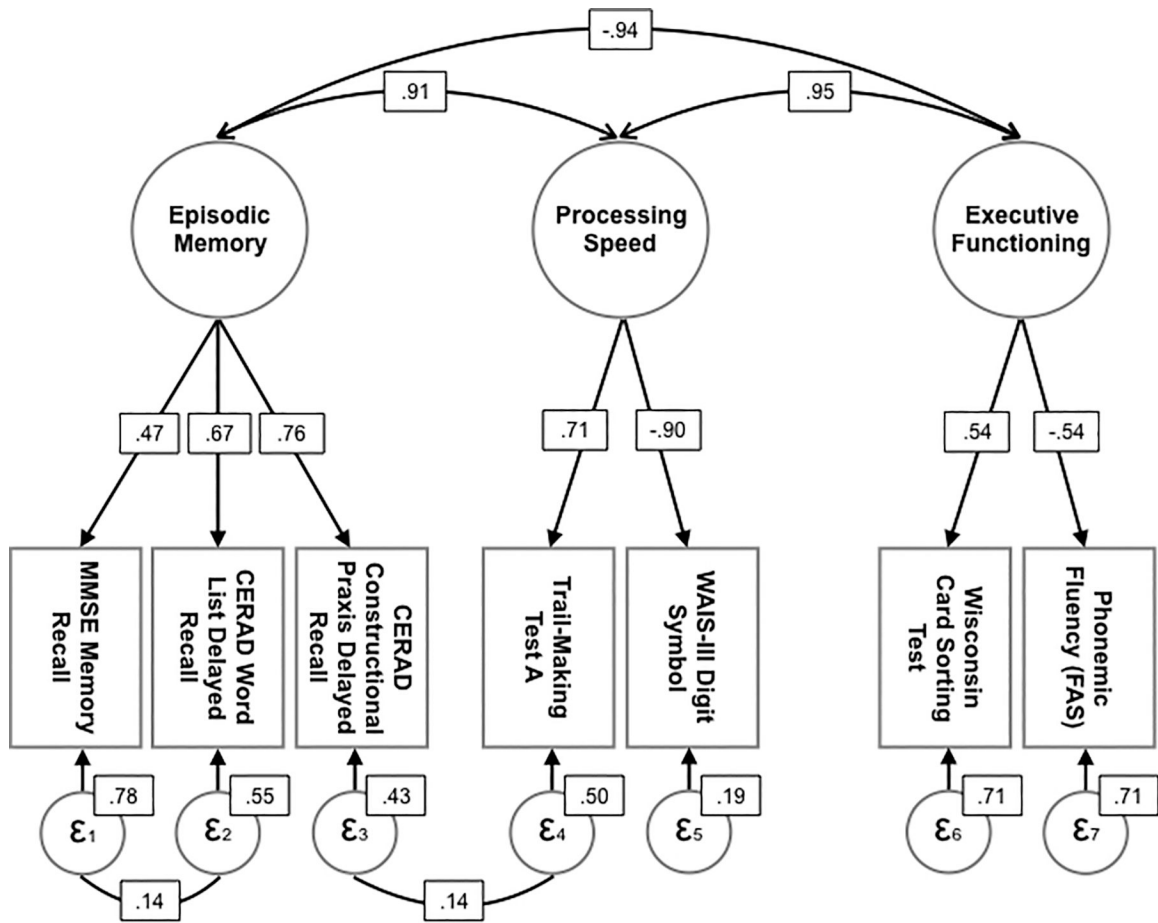 -.94
.91
.95
Episodic
Memory
Processing
Speed
Executive
Functioning
.47
.67
.76
.71
-.90
.54
-.54
MMSE Memory
Recall
CERAD Word
List Delayed
Recall
CERAD
Constructional
Praxis Delayed
Recall
Trail-Making
Test A
WAIS-III Digit
Symbol
Wisconsin
Card Sorting
Test
Phonemic
Fluency (FAS)
.78
.55
.43
.50
.19
.71
.71
ε1
ε2
ε3
ε4
ε5
ε6
ε7
.14
.14